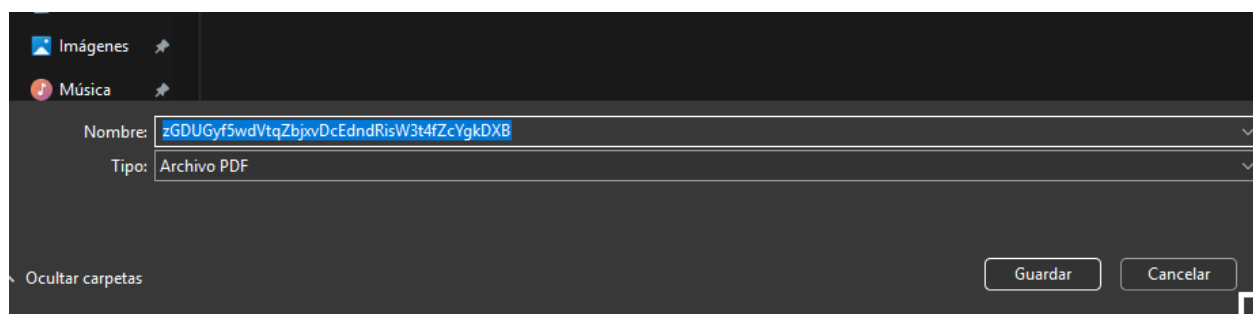 Imágenes
Música
Nombre: zGDUGyf5wdVtqZbjxvDcEdndRisW3t4fZcYgkDXB
Tipo: Archivo PDF
Ocultar carpetas
Guardar Cancelar